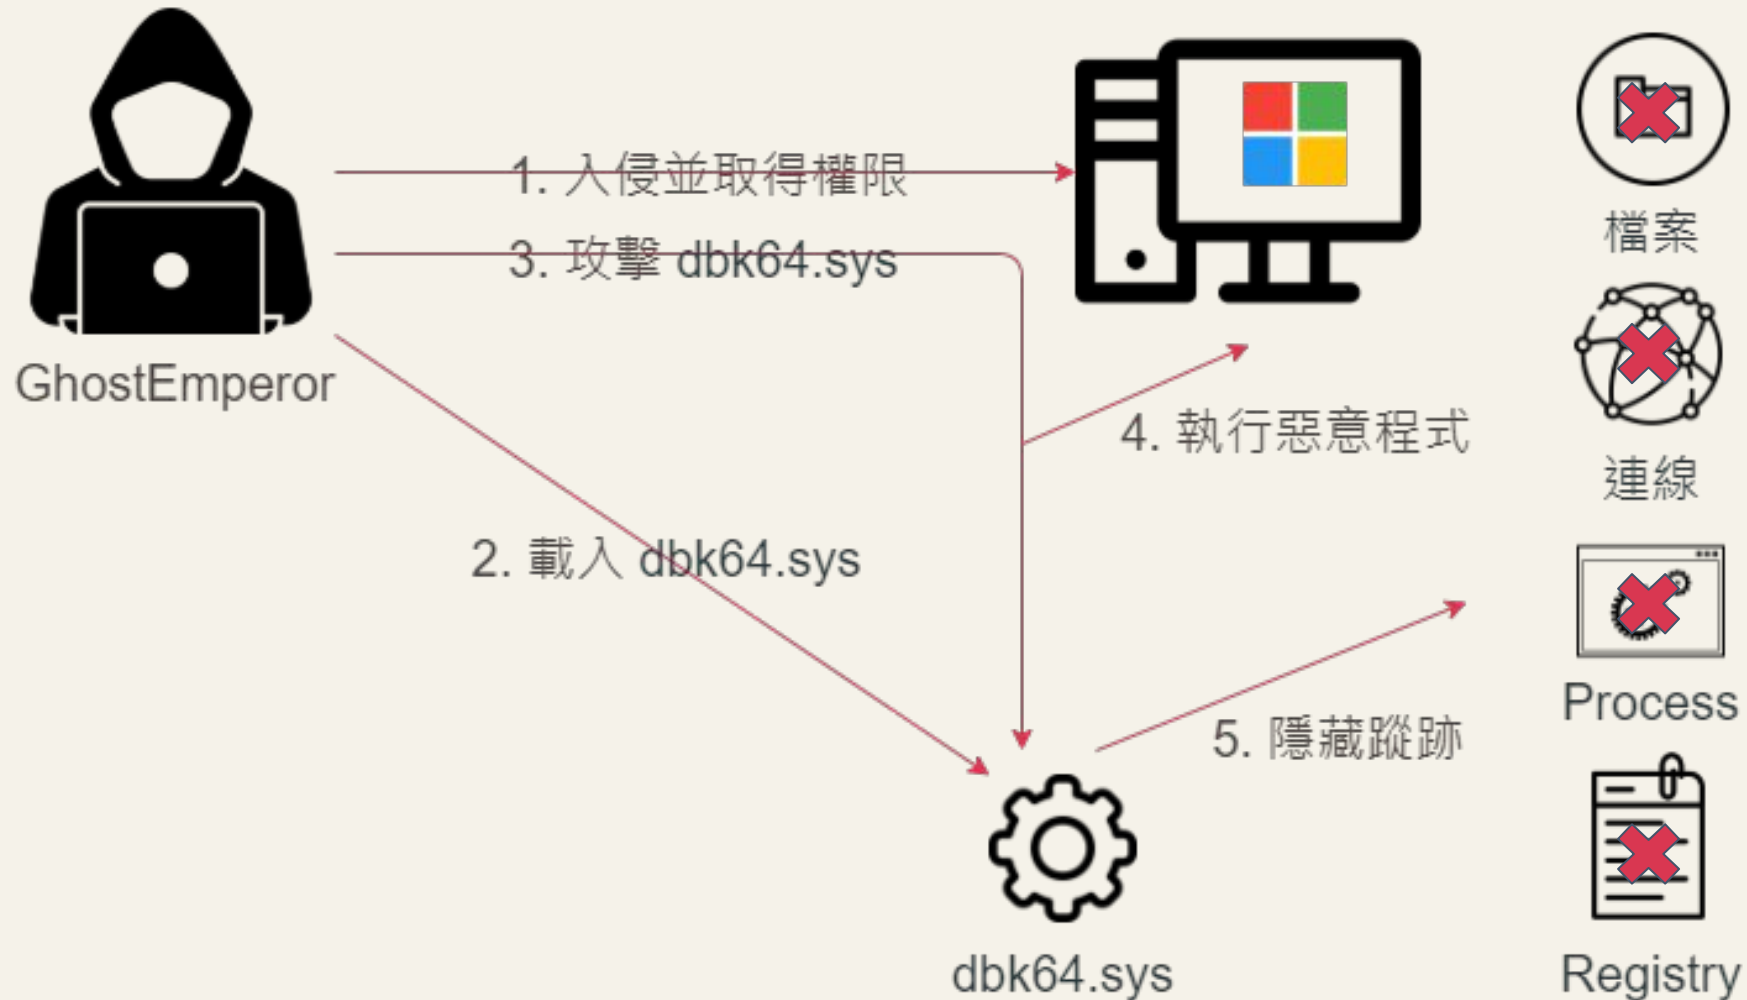 1. 入侵並取得權限
3. 攻擊 dbk64.sys
GhostEmperor
檔案
4. 執行惡意程式
連線
2. 載入 dbk64.sys
Process
5. 隱藏蹤跡
dbk64.sys
Registry